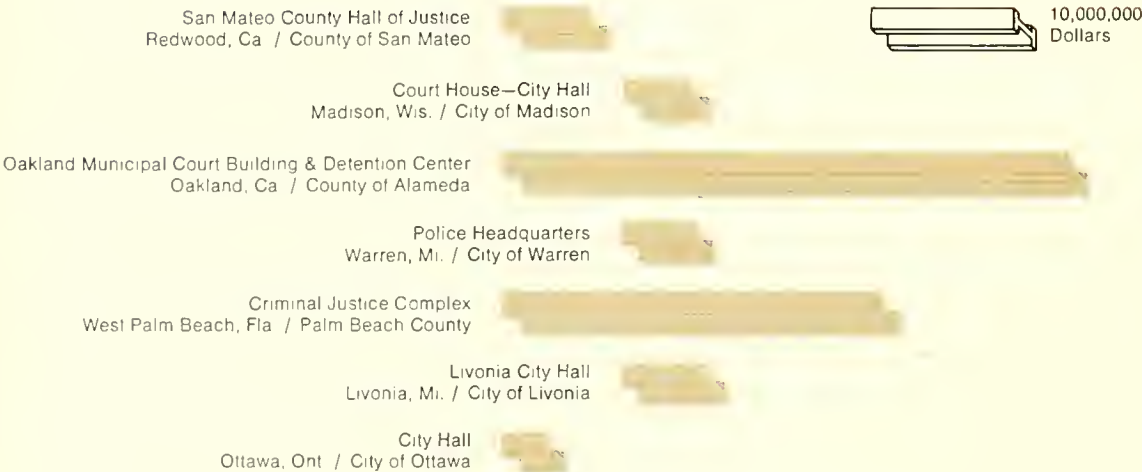 San Mateo County Hall of Justice
Redwood, Ca / County of San Mateo
10,000,000
Dollars
Court House—City Hall
Madison, Wis. / City of Madison
Oakland Municipal Court Building & Detention Center
Oakland, Ca / County of Alameda
Police Headquarters
Warren, Mi. / City of Warren
Criminal Justice Complex
West Palm Beach, Fla / Palm Beach County
Livonia City Hall
Livonia, Mi. / City of Livonia
City Hall
Ottawa, Ont / City of Ottawa